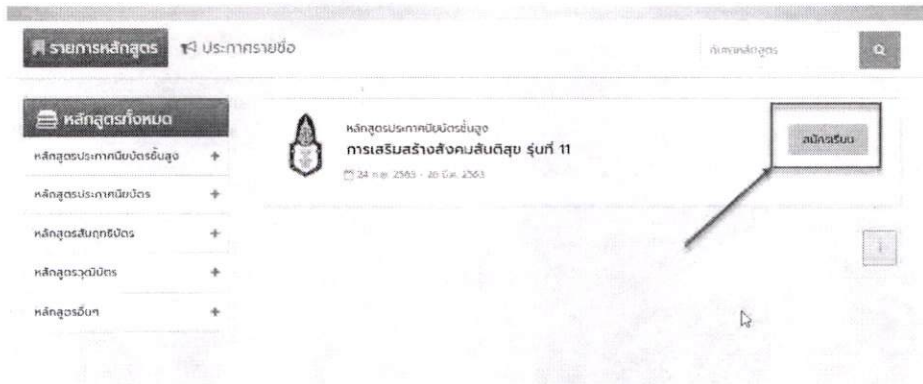 รายการหลักสูตร
ประกาศรายชื่อ
ค้นหาหลักสูตร
หลักสูตรทั้งหมด
หลักสูตรประกาศนียบัตรชั้นสูง +
หลักสูตรประกาศนียบัตร +
หลักสูตรสัมฤทธิบัตร +
หลักสูตรวุฒิบัตร +
หลักสูตรอื่นๆ +
หลักสูตรประกาศนียบัตรชั้นสูง
การเสริมสร้างสังคมสันติสุข รุ่นที่ 11
24 ก.พ. 2563 -
สมัครเรียน
1